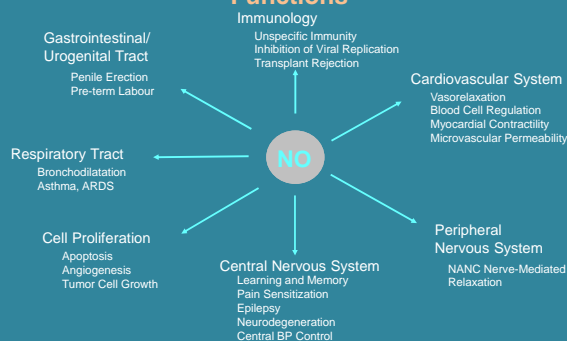 Functions
Immunology
Unspecific Immunity
Inhibition of Viral Replication
Transplant Rejection
Gastrointestinal/
Urogenital Tract
Penile Erection
Pre-term Labour
Cardiovascular System
Vasorelaxation
Blood Cell Regulation
Myocardial Contractility
Microvascular Permeability
Respiratory Tract
Bronchodilatation
Asthma, ARDS
NO
Cell Proliferation
Apoptosis
Angiogenesis
Tumor Cell Growth
Central Nervous System
Learning and Memory
Pain Sensitization
Epilepsy
Neurodegeneration
Central BP Control
Peripheral
Nervous System
NANC Nerve-Mediated
Relaxation